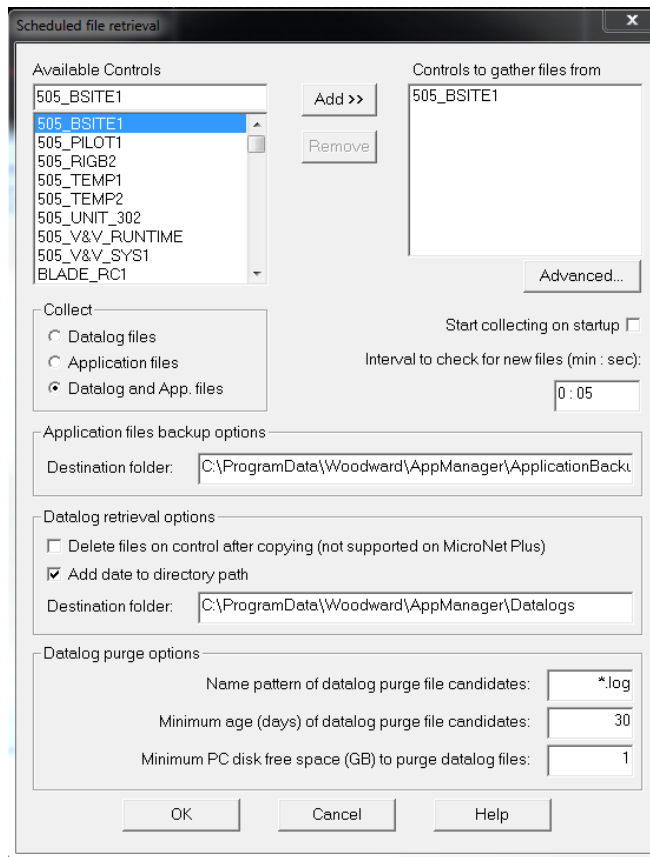 Scheduled file retrieval
x
Available Controls
505_BSITE1
505_BSITE1
505_PILOT1
505_RIGB2
505_TEMP1
505_TEMP2
505_UNIT_302
505_V&V_RUNTIME
505_V&V_SYS1
BLADE_RC1
Add >>
Remove
Controls to gather files from
505_BSITE1
Advanced...
Collect
Datalog files
Application files
Datalog and App. files
Start collecting on startup
Interval to check for new files (min : sec):
0 : 05
Application files backup options
Destination folder: C:\ProgramData\Woodward\AppManager\ApplicationBacku
Datalog retrieval options
Delete files on control after copying (not supported on MicroNet Plus)
Add date to directory path
Destination folder: C:\ProgramData\Woodward\AppManager\Datalogs
Datalog purge options
Name pattern of datalog purge file candidates: *.log
Minimum age (days) of datalog purge file candidates: 30
Minimum PC disk free space (GB) to purge datalog files: 1
OK Cancel Help